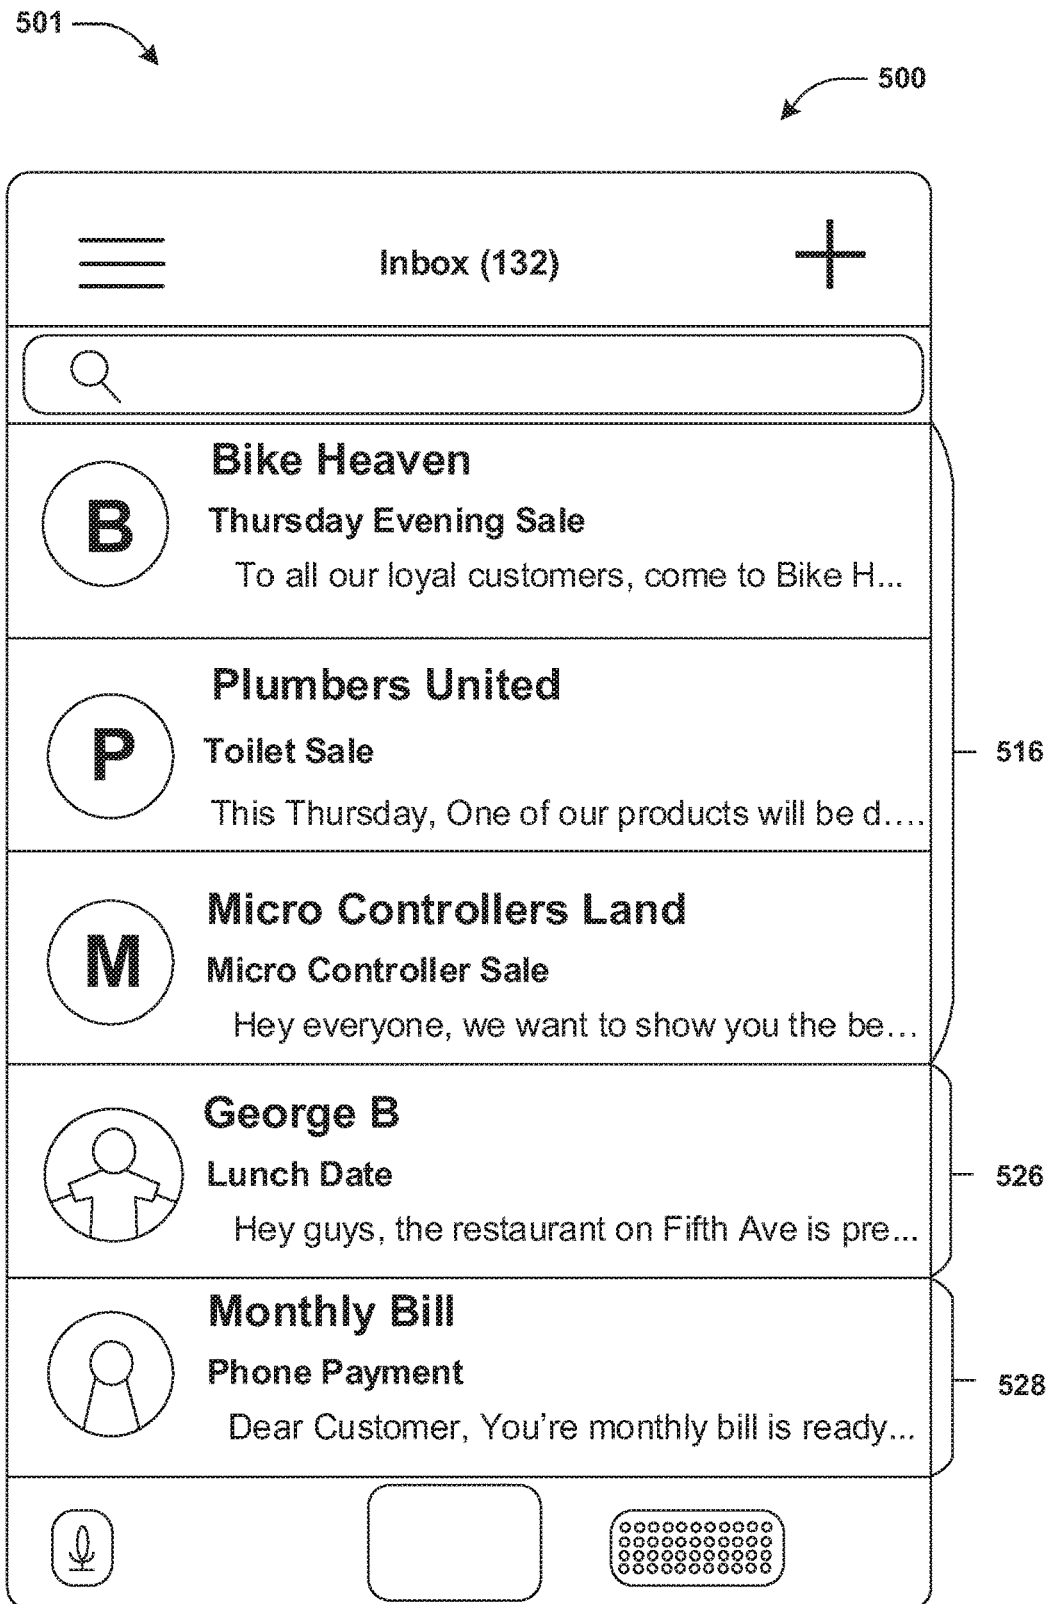 501
500
Inbox (132)
Bike Heaven
B
Thursday Evening Sale
To all our loyal customers, come to Bike H...
Plumbers United
P
Toilet Sale
516
This Thursday, One of our products will be d....
Micro Controllers Land
M
Micro Controller Sale
Hey everyone, we want to show you the be...
George B
Lunch Date
526
Hey guys, the restaurant on Fifth Ave is pre...
Monthly Bill
Phone Payment
528
Dear Customer, You're monthly bill is ready...